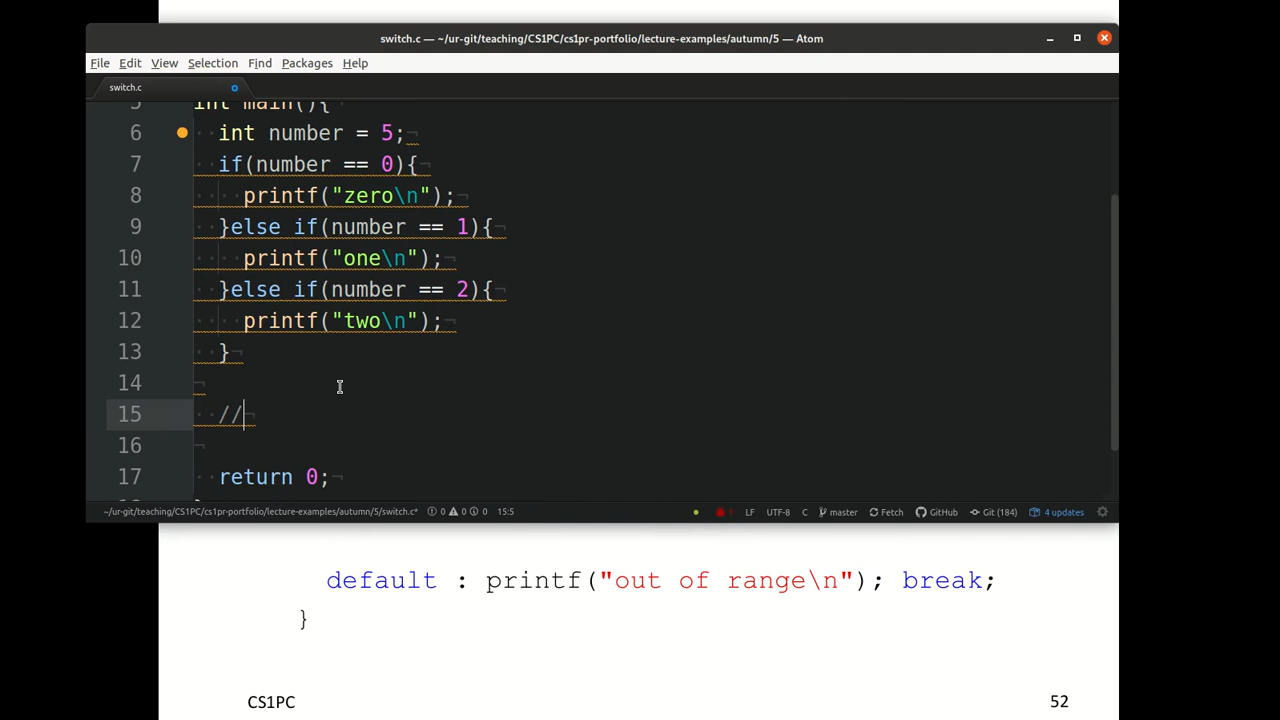 switch.c — ~/ur-git/teaching/CS1PC/cs1pr-portfolio/lecture-examples/autumn/5 — Atom
File Edit View Selection Find Packages Help
switch.c
5 int main(){
6 int number = 5;
7 if(number == 0){
8 printf("zero\n");
9 }else if(number == 1){
10 printf("one\n");
11 }else if(number == 2){
12 printf("two\n");
13 }
14
15 //
16
17 return 0;
~/ur-git/teaching/CS1PC/cs1pr-portfolio/lecture-examples/autumn/5/switch.c* 0 0 0 15:5 LF UTF-8 C master Fetch GitHub Git (184) 4 updates
default : printf("out of range\n"); break;
}
CS1PC 52